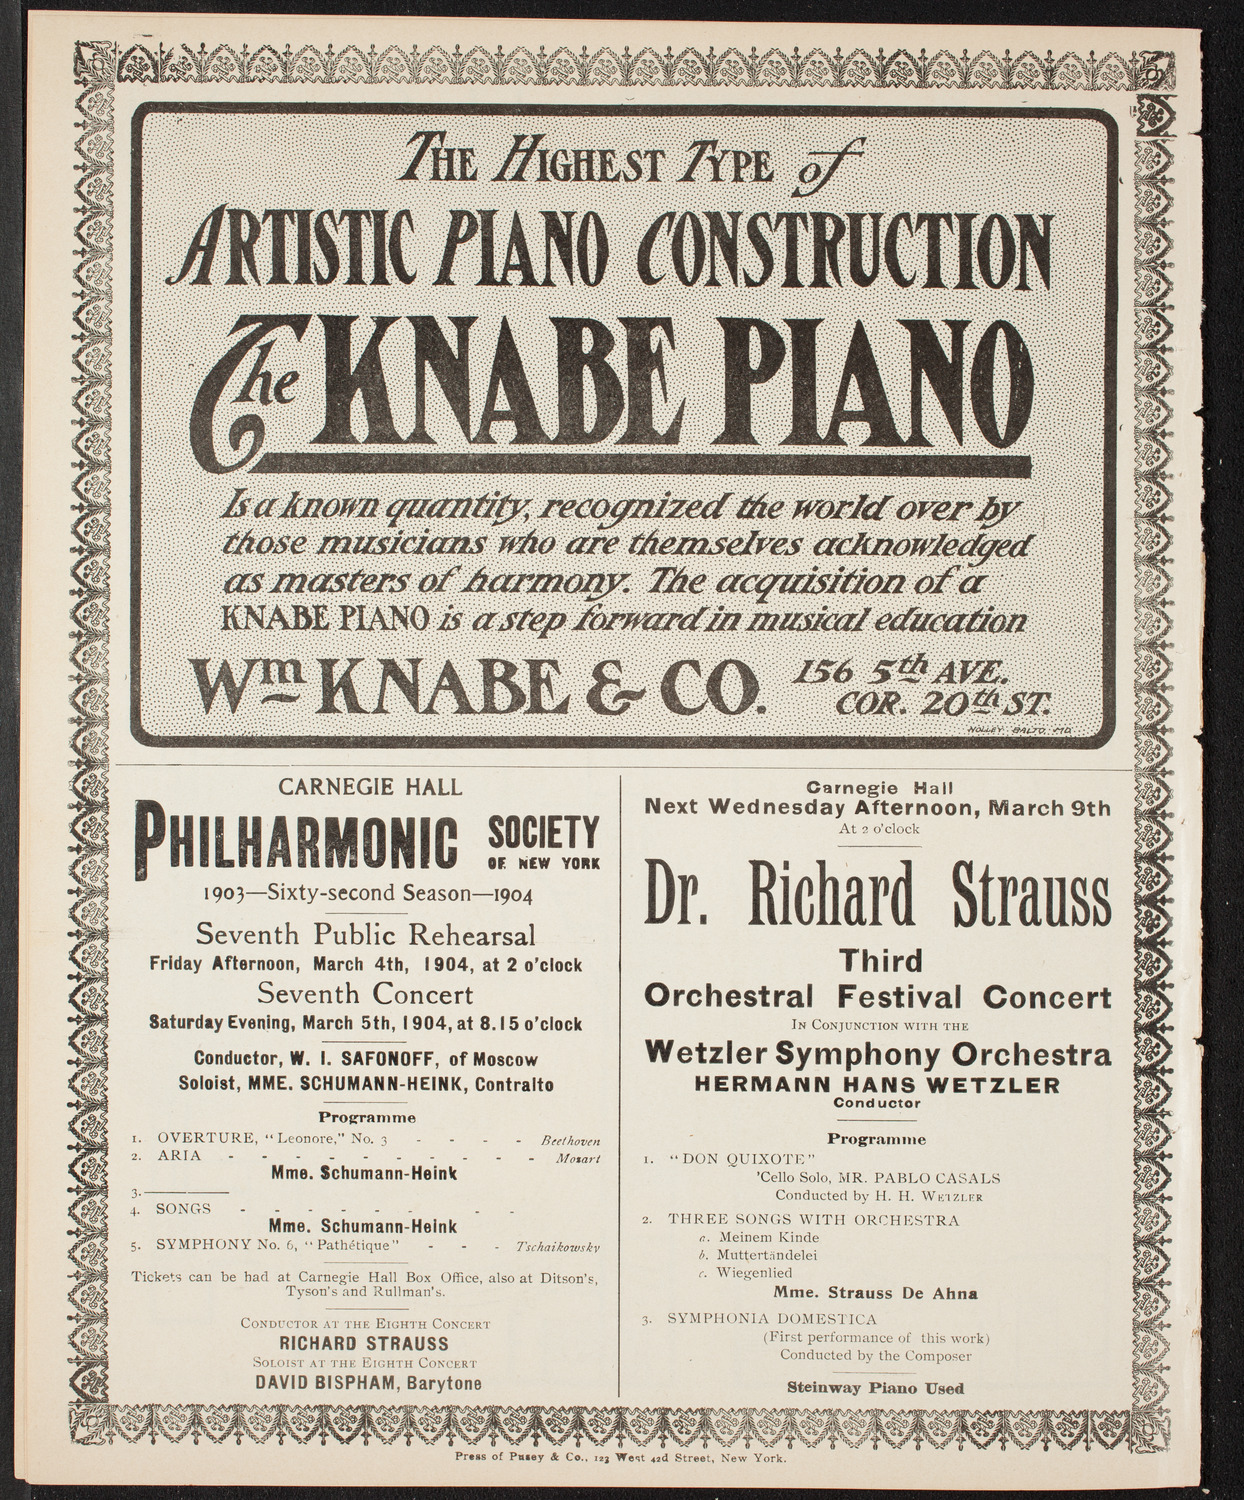 THE HIGHEST TYPE of
ARTISTIC PIANO CONSTRUCTION
The KNABE PIANO
Is a known quantity, recognized the world over by
those musicians who are themselves acknowledged
as masters of harmony. The acquisition of a
KNABE PIANO is a step forward in musical education
Wm KNABE & CO. 156 5th AVE.
COR. 20th ST.
NOLLEY BALTO. MD.
CARNEGIE HALL
PHILHARMONIC SOCIETY
OF NEW YORK
1903—Sixty-second Season—1904
Seventh Public Rehearsal
Friday Afternoon, March 4th, 1904, at 2 o'clock
Seventh Concert
Saturday Evening, March 5th, 1904, at 8.15 o'clock
Conductor, W. I. SAFONOFF, of Moscow
Soloist, MME. SCHUMANN-HEINK, Contralto
Programme
1. OVERTURE, "Leonore," No. 3 - - - - Beethoven
2. ARIA - - - - - - - - - - Mozart
Mme. Schumann-Heink
3. ————
4. SONGS - - - - - - - -
Mme. Schumann-Heink
5. SYMPHONY No. 6, "Pathétique" - - - Tschaikowsky
Tickets can be had at Carnegie Hall Box Office, also at Ditson's,
Tyson's and Rullman's.
CONDUCTOR AT THE EIGHTH CONCERT
RICHARD STRAUSS
SOLOIST AT THE EIGHTH CONCERT
DAVID BISPHAM, Barytone
Carnegie Hall
Next Wednesday Afternoon, March 9th
At 2 o'clock
Dr. Richard Strauss
Third
Orchestral Festival Concert
IN CONJUNCTION WITH THE
Wetzler Symphony Orchestra
HERMANN HANS WETZLER
Conductor
Programme
1. "DON QUIXOTE"
'Cello Solo, MR. PABLO CASALS
Conducted by H. H. WETZLER
2. THREE SONGS WITH ORCHESTRA
a. Meinem Kinde
b. Muttertändelei
c. Wiegenlied
Mme. Strauss De Ahna
3. SYMPHONIA DOMESTICA
(First performance of this work)
Conducted by the Composer
Steinway Piano Used
Press of Pusey & Co., 123 West 42d Street, New York.